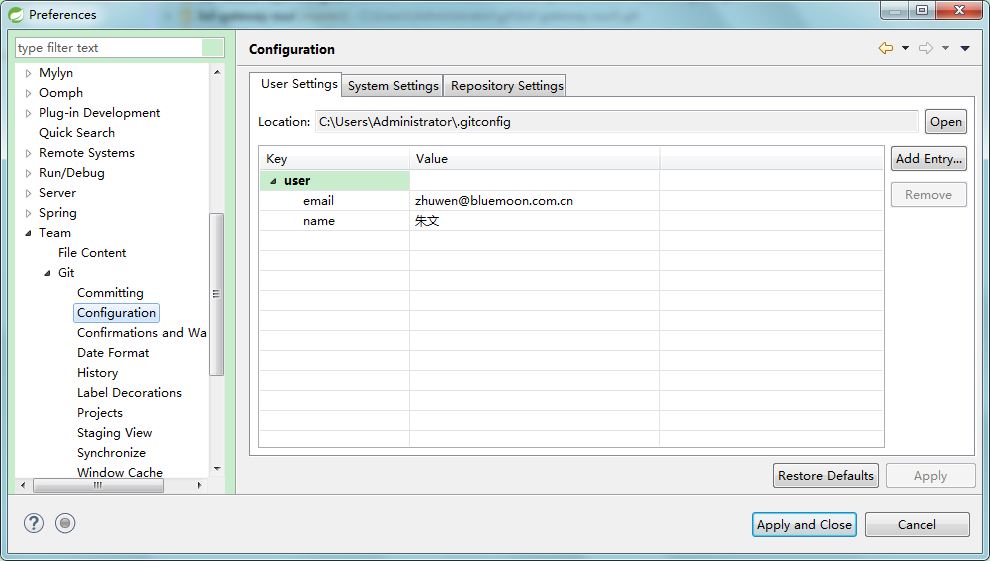 Preferences
type filter text
Mylyn
Oomph
Plug-in Development
Quick Search
Remote Systems
Run/Debug
Server
Spring
Team
File Content
Git
Committing
Configuration
Confirmations and Wa
Date Format
History
Label Decorations
Projects
Staging View
Synchronize
Window Cache
Configuration
User Settings System Settings Repository Settings
Location: C:\Users\Administrator\.gitconfig Open
Key Value Add Entry...
user
Remove
email zhuwen@bluemoon.com.cn
name 朱文
Restore Defaults Apply
Apply and Close Cancel